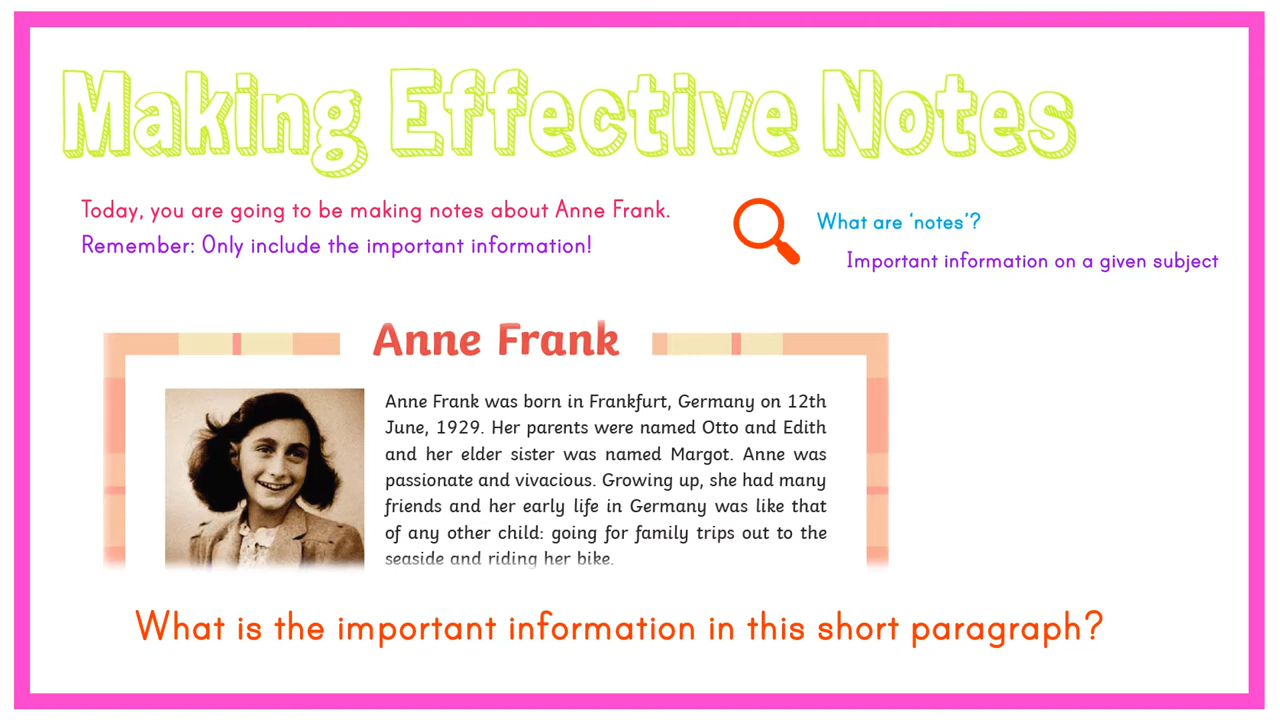 Making Effective Notes
Today, you are going to be making notes about Anne Frank.
Remember: Only include the important information!
What are ‘notes’?
Important information on a given subject
Anne Frank
Anne Frank was born in Frankfurt, Germany on 12th
June, 1929. Her parents were named Otto and Edith
and her elder sister was named Margot. Anne was
passionate and vivacious. Growing up, she had many
friends and her early life in Germany was like that
of any other child: going for family trips out to the
seaside and riding her bike.
What is the important information in this short paragraph?